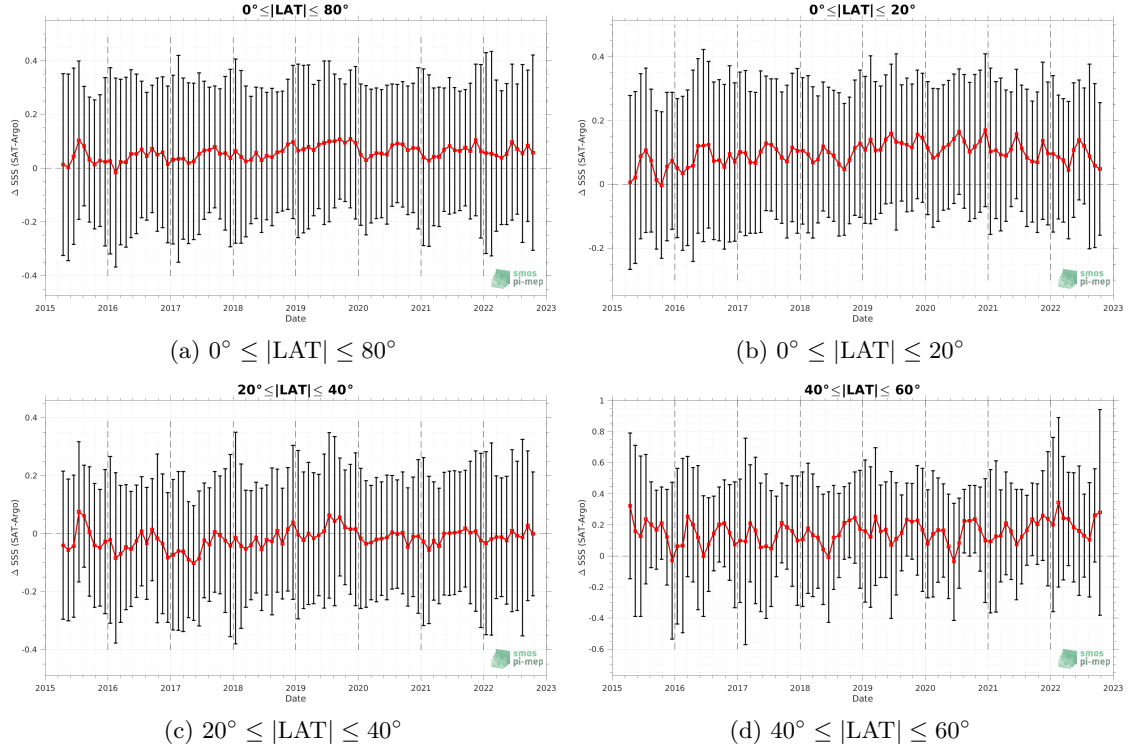 0°≤|LAT|≤ 80°
Δ SSS (SAT-Argo)
0.4
0.2
0
-0.2
-0.4
2015 2016 2017 2018 2019 2020 2021 2022 2023
Date
smos
pi-mep
(a) 0° ≤ |LAT| ≤ 80°
0°≤|LAT|≤ 20°
Δ SSS (SAT-Argo)
0.4
0.2
0
-0.2
2015 2016 2017 2018 2019 2020 2021 2022 2023
Date
smos
pi-mep
(b) 0° ≤ |LAT| ≤ 20°
20°≤|LAT|≤ 40°
Δ SSS (SAT-Argo)
0.4
0.2
0
-0.2
-0.4
2015 2016 2017 2018 2019 2020 2021 2022 2023
Date
smos
pi-mep
(c) 20° ≤ |LAT| ≤ 40°
40°≤|LAT|≤ 60°
Δ SSS (SAT-Argo)
1
0.8
0.6
0.4
0.2
0
-0.2
-0.4
-0.6
2015 2016 2017 2018 2019 2020 2021 2022 2023
Date
smos
pi-mep
(d) 40° ≤ |LAT| ≤ 60°